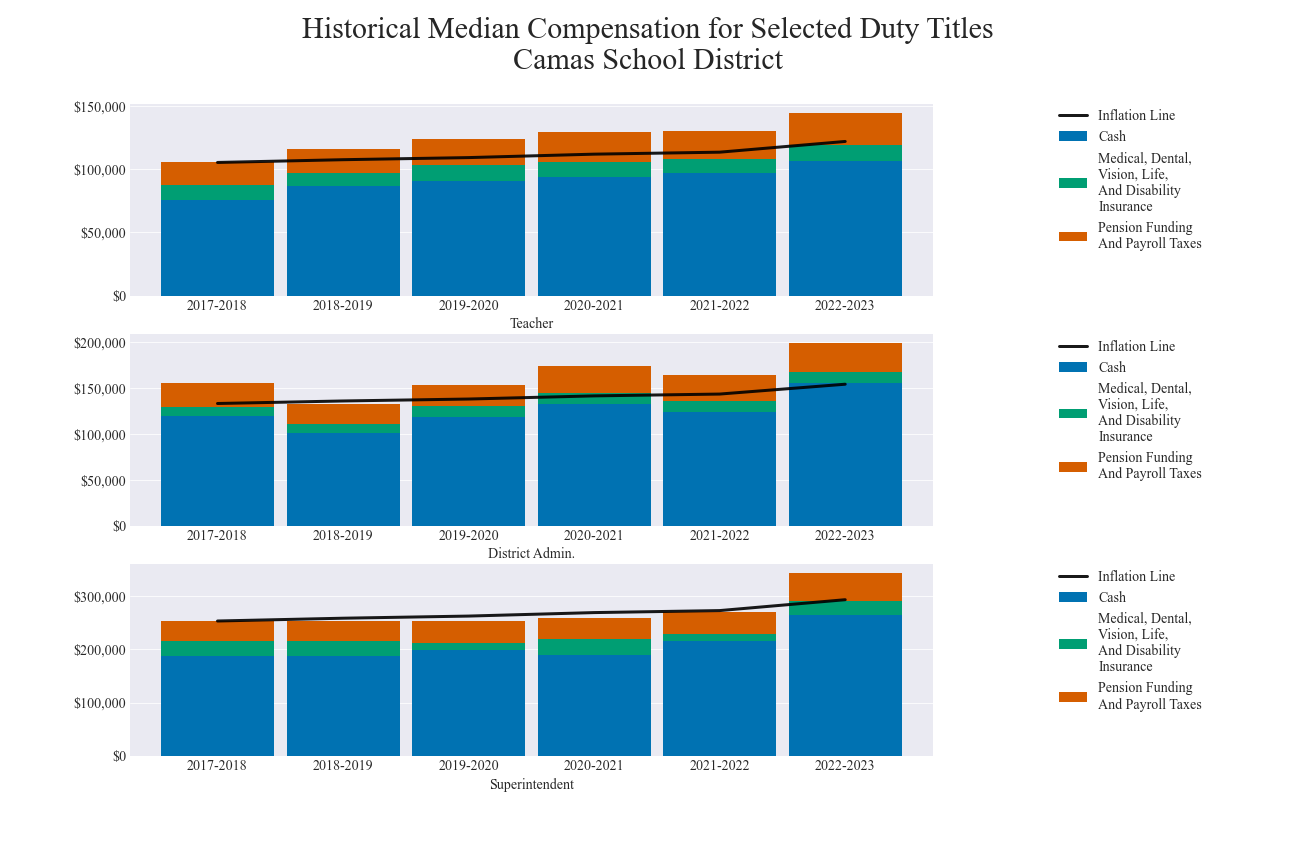 Historical Median Compensation for Selected Duty Titles
Camas School District
$150,000
$100,000
$50,000
$0
2017-2018 2018-2019 2019-2020 2020-2021 2021-2022 2022-2023
Teacher
Inflation Line
Cash
Medical, Dental,
Vision, Life,
And Disability
Insurance
Pension Funding
And Payroll Taxes
$200,000
$150,000
$100,000
$50,000
$0
2017-2018 2018-2019 2019-2020 2020-2021 2021-2022 2022-2023
District Admin.
Inflation Line
Cash
Medical, Dental,
Vision, Life,
And Disability
Insurance
Pension Funding
And Payroll Taxes
$300,000
$200,000
$100,000
$0
2017-2018 2018-2019 2019-2020 2020-2021 2021-2022 2022-2023
Superintendent
Inflation Line
Cash
Medical, Dental,
Vision, Life,
And Disability
Insurance
Pension Funding
And Payroll Taxes